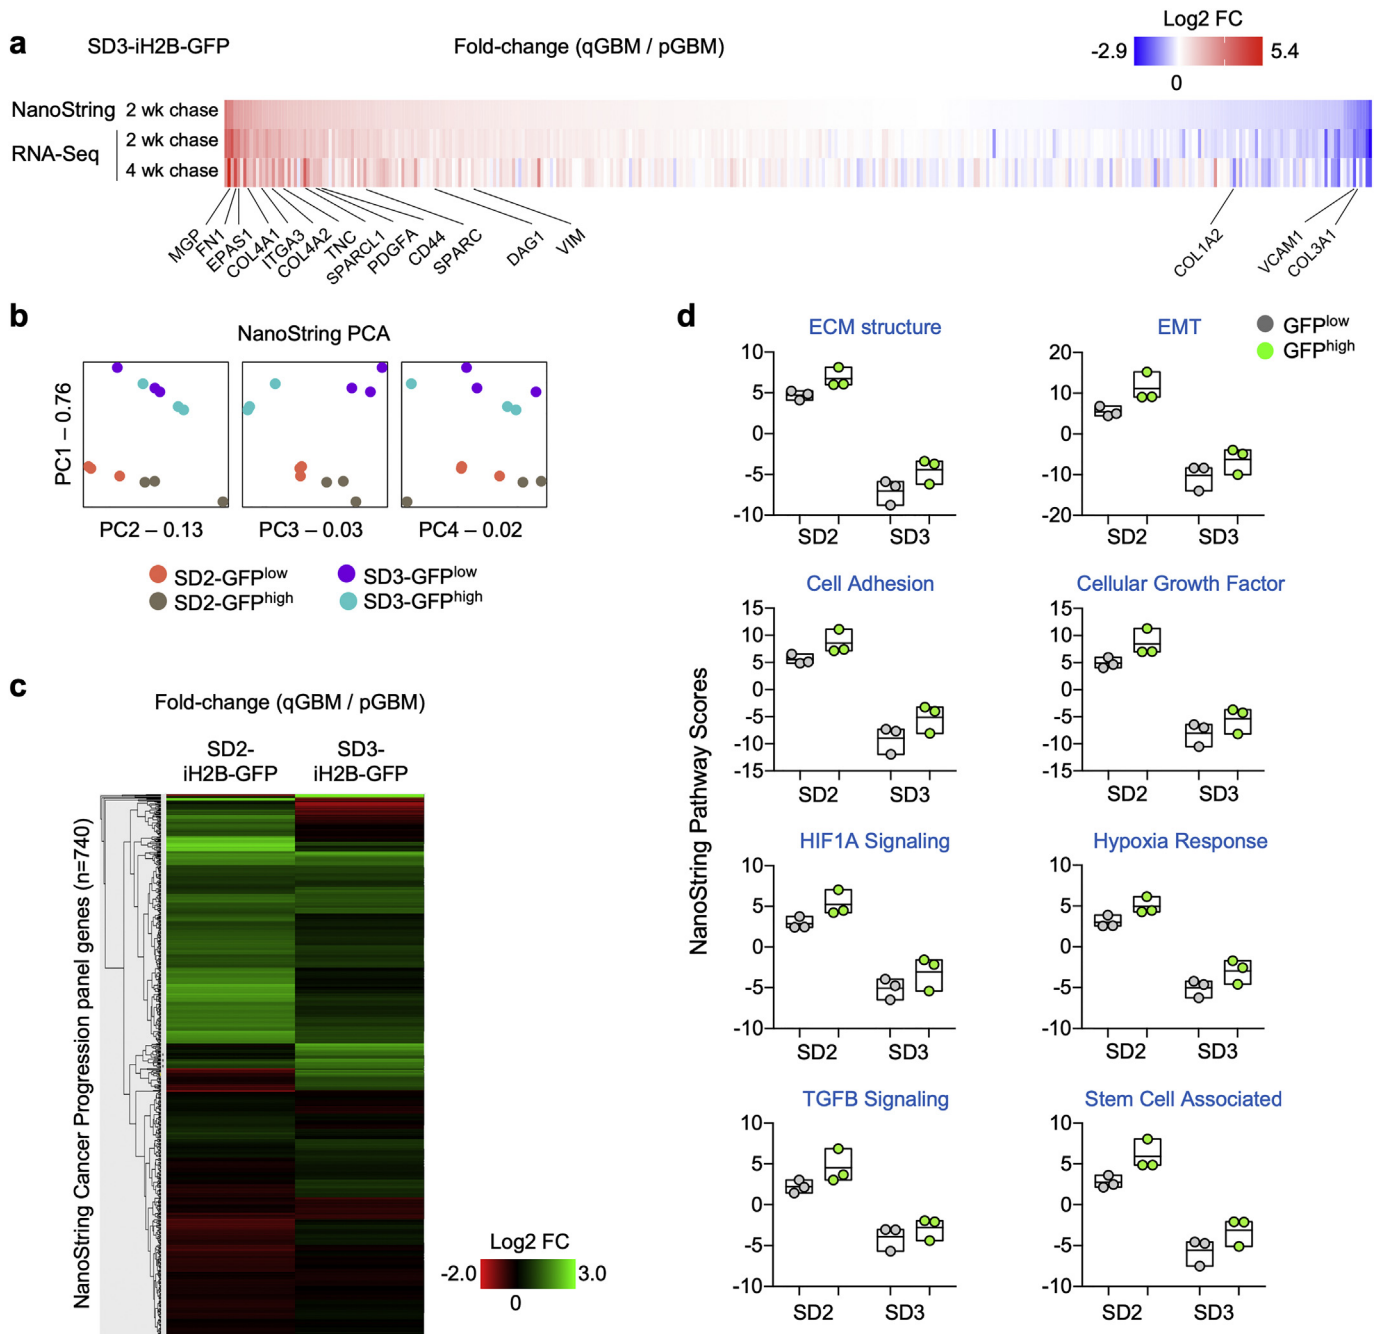 a
SD3-iH2B-GFP
Fold-change (qGBM / pGBM)
Log2 FC
-2.9
5.4
0
NanoString
2 wk chase
RNA-Seq
2 wk chase
4 wk chase
MGP
FN1
EPAS1
COL4A1
ITGA3
COL4A2
TNC
SPARCL1
PDGFA
CD44
SPARC
DAG1
VIM
COL1A2
VCAM1
COL3A1
b
NanoString PCA
PC1 – 0.76
PC2 – 0.13
PC3 – 0.03
PC4 – 0.02
SD2-GFPlow
SD3-GFPlow
SD2-GFPhigh
SD3-GFPhigh
c
Fold-change (qGBM / pGBM)
SD2-
iH2B-GFP
SD3-
iH2B-GFP
NanoString Cancer Progression panel genes (n=740)
Log2 FC
-2.0
3.0
0
d
GFPlow
GFPhigh
NanoString Pathway Scores
ECM structure
10
5
0
-5
-10
SD2
SD3
EMT
20
10
0
-10
-20
SD2
SD3
Cell Adhesion
15
10
5
0
-5
-10
-15
SD2
SD3
Cellular Growth Factor
15
10
5
0
-5
-10
-15
SD2
SD3
HIF1A Signaling
10
5
0
-5
-10
SD2
SD3
Hypoxia Response
10
5
0
-5
-10
SD2
SD3
TGFB Signaling
10
5
0
-5
-10
SD2
SD3
Stem Cell Associated
10
5
0
-5
-10
SD2
SD3